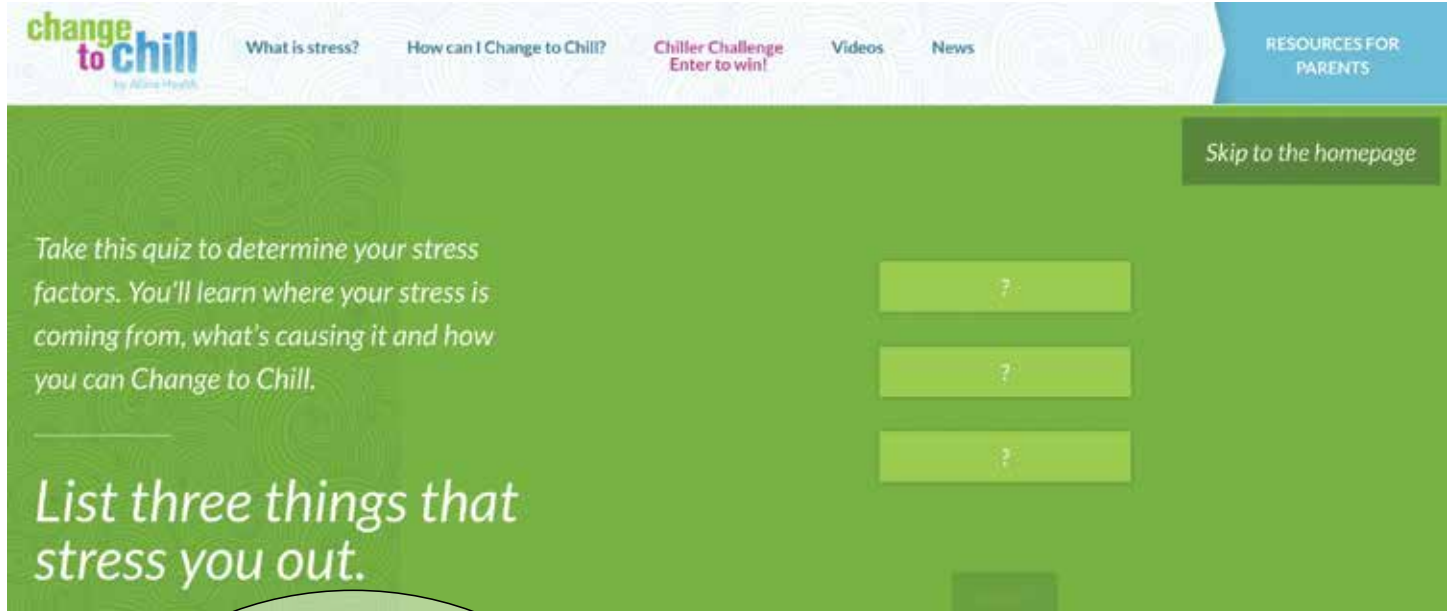 change
to chill
by Allina Health
What is stress?
How can I Change to Chill?
Chiller Challenge
Enter to win!
Videos
News
RESOURCES FOR
PARENTS
Skip to the homepage
Take this quiz to determine your stress
factors. You'll learn where your stress is
coming from, what's causing it and how
you can Change to Chill.
List three things that
stress you out.
?
?
?